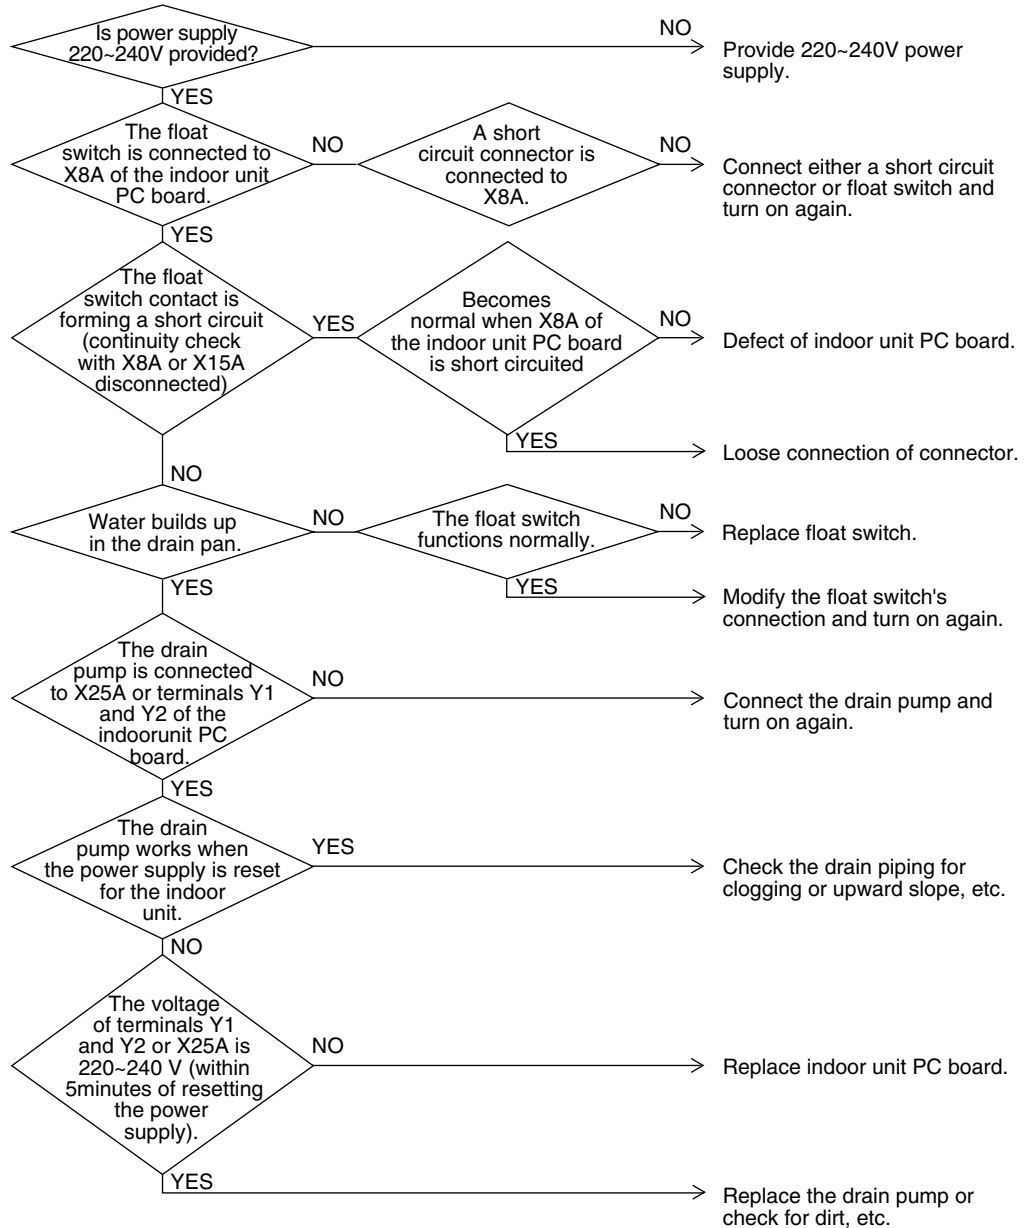 Is power supply
220~240V provided?
NO
Provide 220~240V power
supply.
YES
The float
switch is connected to
X8A of the indoor unit
PC board.
NO
A short
circuit connector is
connected to
X8A.
NO
Connect either a short circuit
connector or float switch and
turn on again.
YES
The float
switch contact is
forming a short circuit
(continuity check
with X8A or X15A
disconnected)
YES
Becomes
normal when X8A of
the indoor unit PC board
is short circuited
NO
Defect of indoor unit PC board.
YES
Loose connection of connector.
NO
Water builds up
in the drain pan.
NO
The float switch
functions normally.
NO
Replace float switch.
YES
Modify the float switch's
connection and turn on again.
YES
The drain
pump is connected
to X25A or terminals Y1
and Y2 of the
indoorunit PC
board.
NO
Connect the drain pump and
turn on again.
YES
The drain
pump works when
the power supply is reset
for the indoor
unit.
YES
Check the drain piping for
clogging or upward slope, etc.
NO
The voltage
of terminals Y1
and Y2 or X25A is
220~240 V (within
5minutes of resetting
the power
supply).
NO
Replace indoor unit PC board.
YES
Replace the drain pump or
check for dirt, etc.